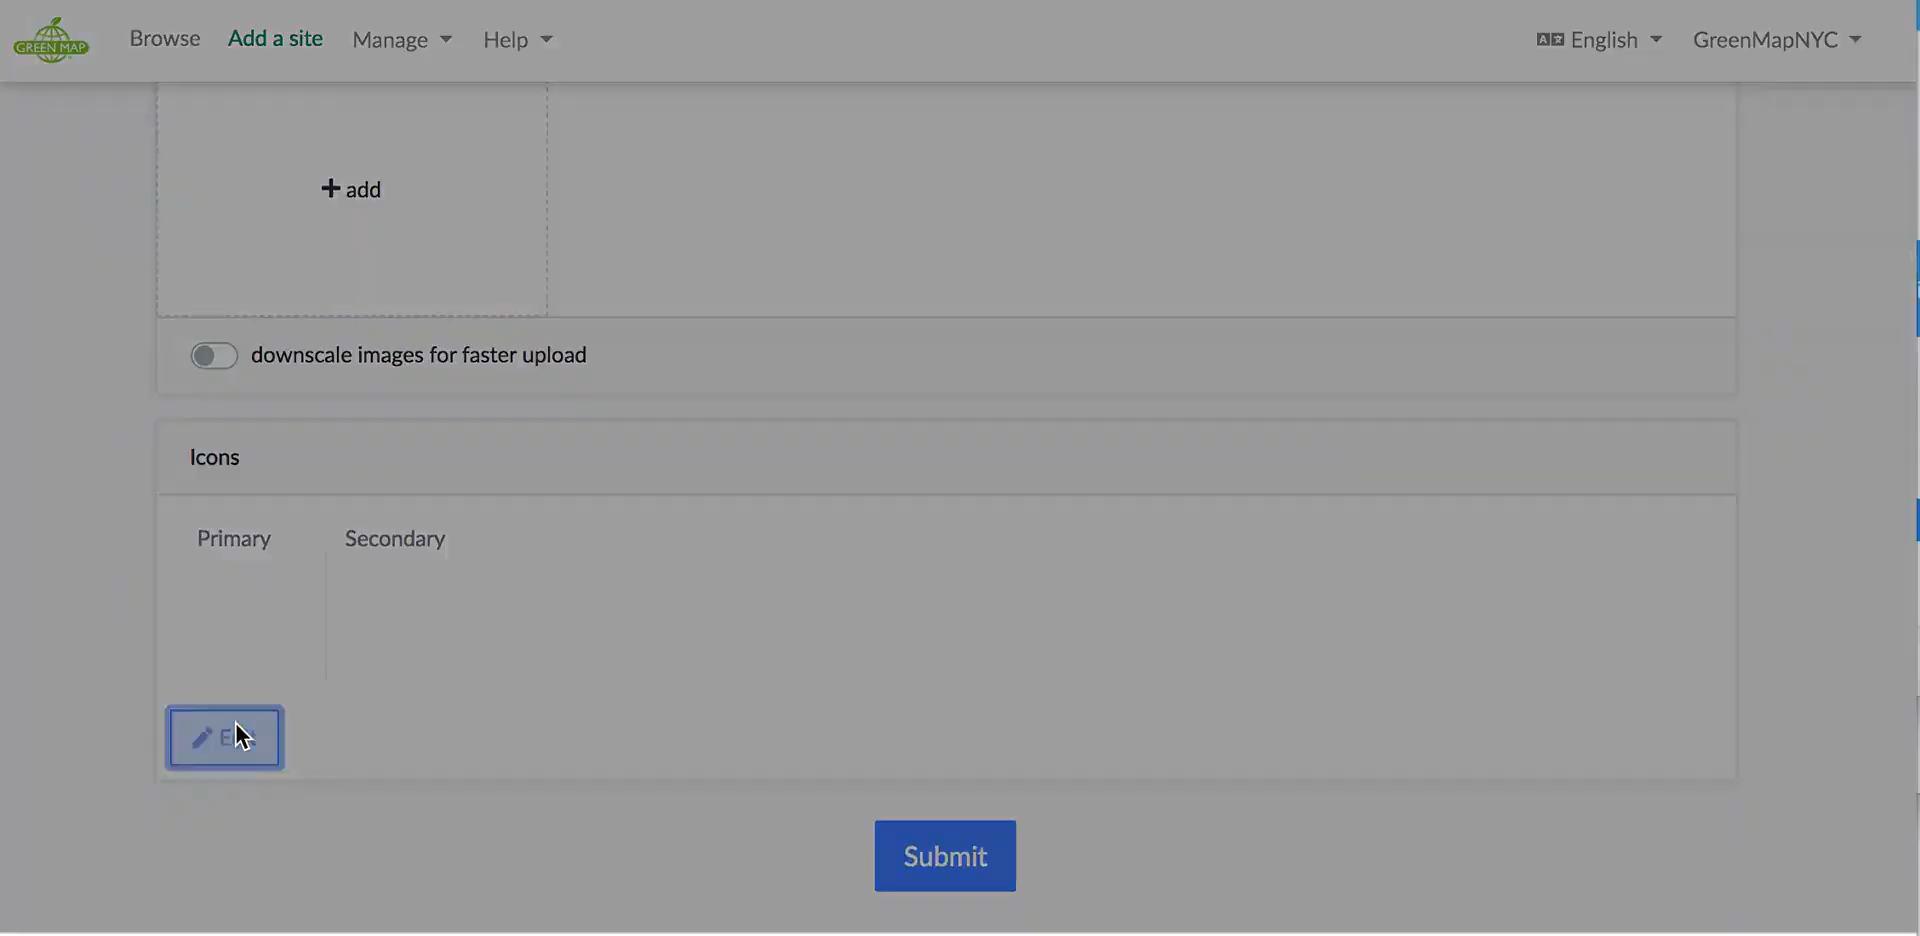 GREEN MAP
Browse
Add a site
Manage
Help
English
GreenMapNYC
add
downscale images for faster upload
Icons
Primary
Secondary
Submit